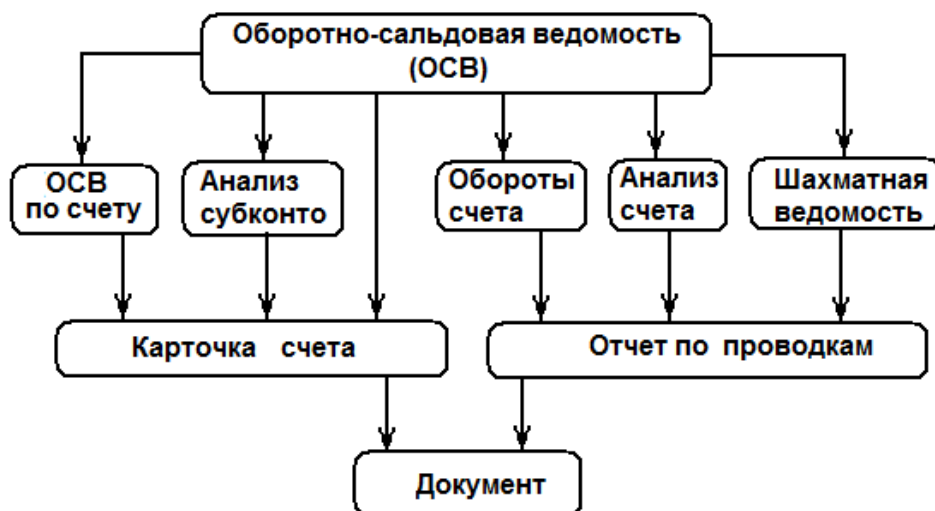 Оборотно-сальдовая ведомость
(ОСВ)
ОСВ
по счету
Анализ
субконто
Обороты
счета
Анализ
счета
Шахматная
ведомость
Карточка счета
Отчет по проводкам
Документ